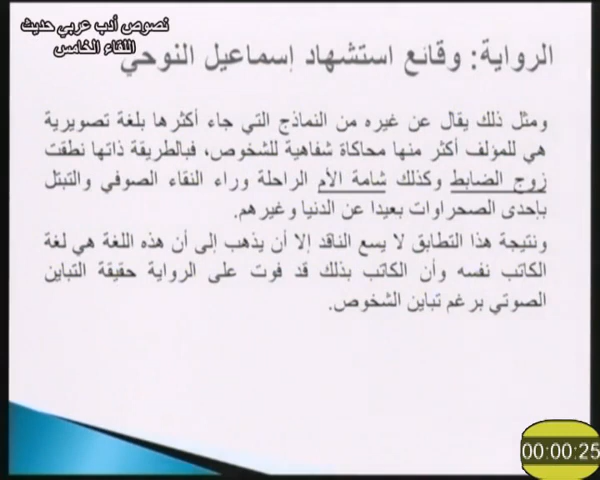 نصوص أدب عربي حديث
اللقاء الخامس
الرواية: وقائع استشهاد إسماعيل النوحي
ومثل ذلك يقال عن غيره من النماذج التي جاء أكثرها بلغة تصويرية
هي للمؤلف أكثر منها محاكاة شفاهية للشخوص، فبالطريقة ذاتها نطقت
زوج الضابط وكذلك شامة الأم الراحلة وراء النقاء الصوفي والتبتل
بإحدى الصحراوات بعيدا عن الدنيا وغيرهم.
ونتيجة هذا التطابق لا يسع الناقد إلا أن يذهب إلى أن هذه اللغة هي لغة
الكاتب نفسه وأن الكاتب بذلك قد فوت على الرواية حقيقة التباين
الصوتي برغم تباين الشخوص.
00:00:25